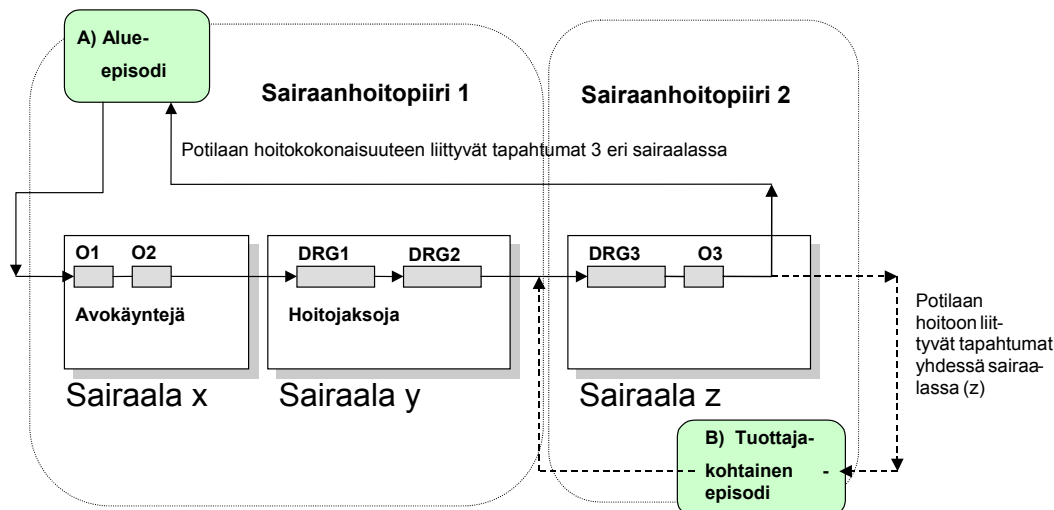 A) Alue-
episodi
Sairaanhoitopiiri 1
Sairaanhoitopiiri 2
Potilaan hoitokokonaisuuteen liittyvät tapahtumat 3 eri sairaalassa
O1
O2
DRG1
DRG2
DRG3
O3
Avokäyntejä
Hoitojaksoja
Sairaala x
Sairaala y
Sairaala z
Potilaan
hoitoon liit-
tyvät tapahtumat
yhdessä sairaa-
lassa (z)
B) Tuottaja-
kohtainen -
episodi